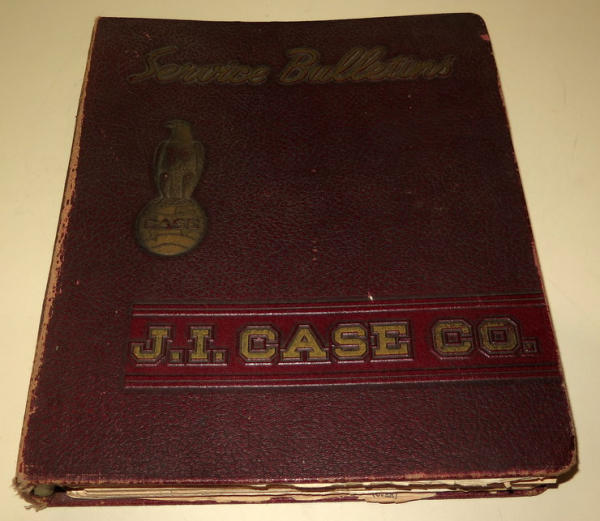 Service Bulletins
CASE
J.I. CASE CO.